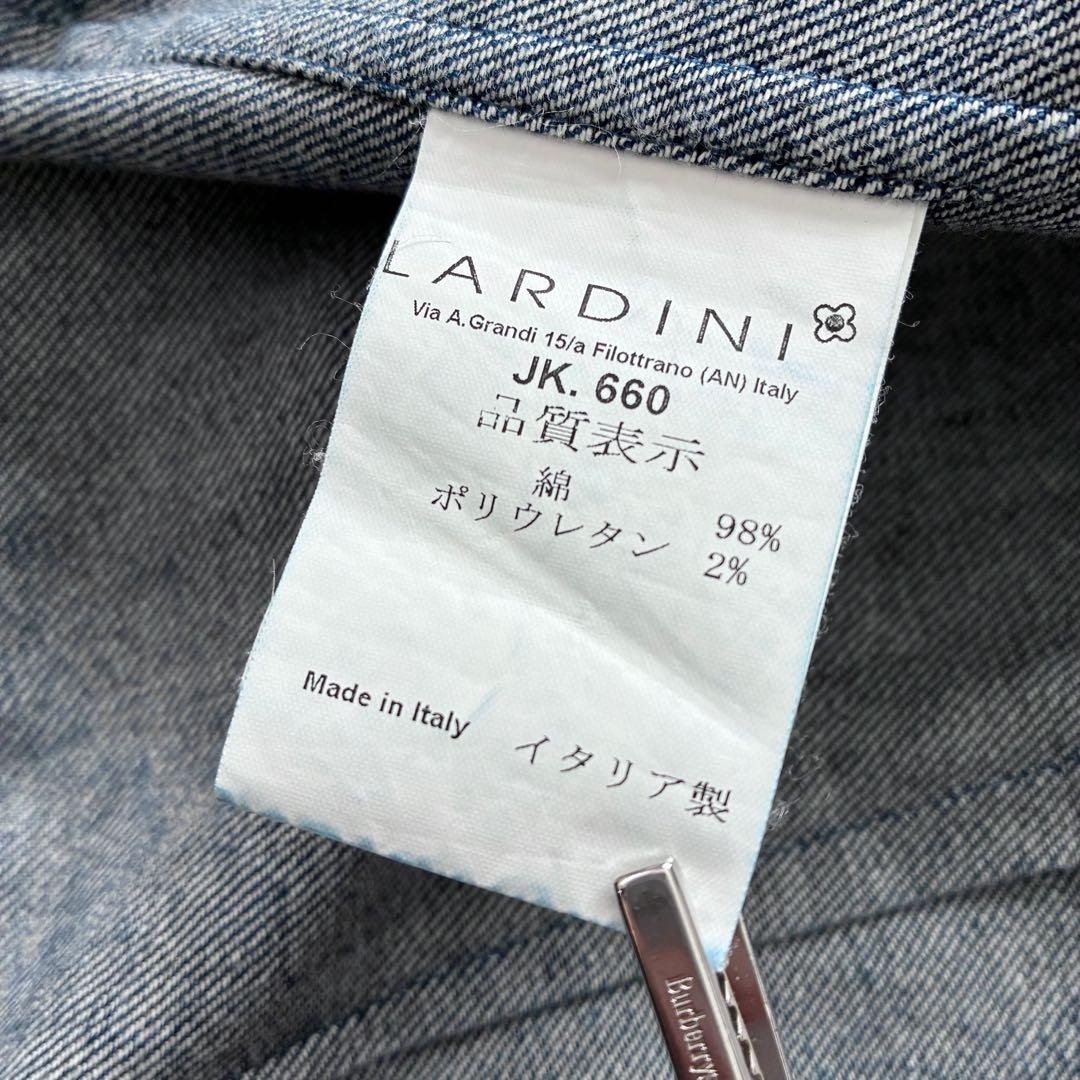 LARDINI
Via A.Grandi 15/a Filottrano (AN) Italy
JK. 660
品質表示
綿 98%
ポリウレタン 2%
Made in Italy イタリア製
Burberrys